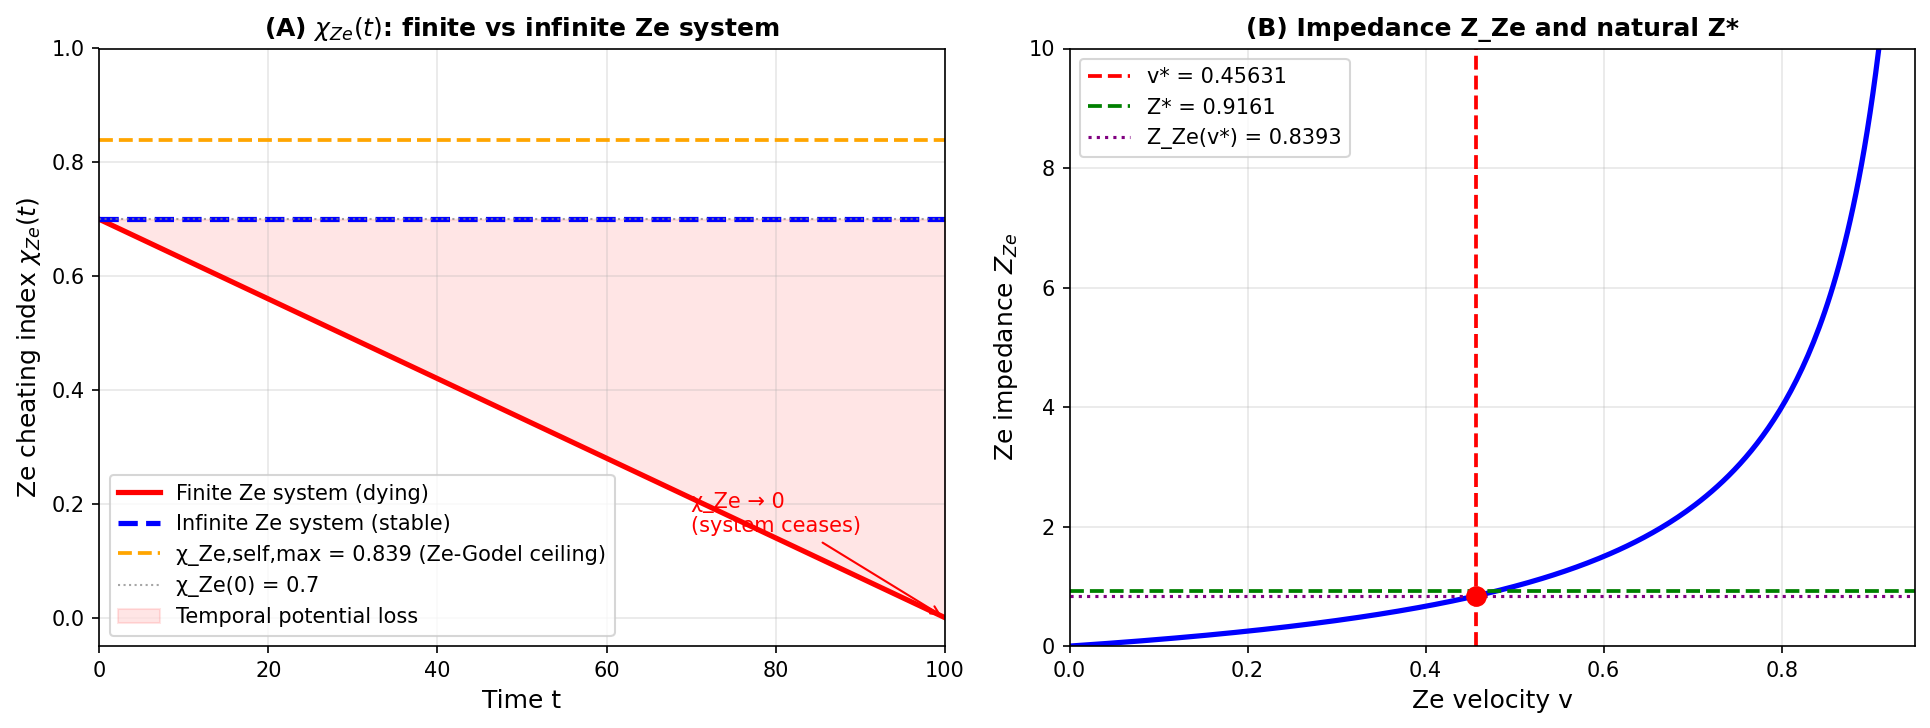 (A) χ_Ze(t): finite vs infinite Ze system
1.0
0.8
0.6
0.4
0.2
0.0
Ze cheating index χ_Ze(t)
χ_Ze → 0
(system ceases)
Finite Ze system (dying)
Infinite Ze system (stable)
χ_Ze,self,max = 0.839 (Ze-Godel ceiling)
χ_Ze(0) = 0.7
Temporal potential loss
0 20 40 60 80 100
Time t
(B) Impedance Z_Ze and natural Z*
10
8
6
4
2
0
Ze impedance Z_Ze
v* = 0.45631
Z* = 0.9161
Z_Ze(v*) = 0.8393
0.0 0.2 0.4 0.6 0.8
Ze velocity v